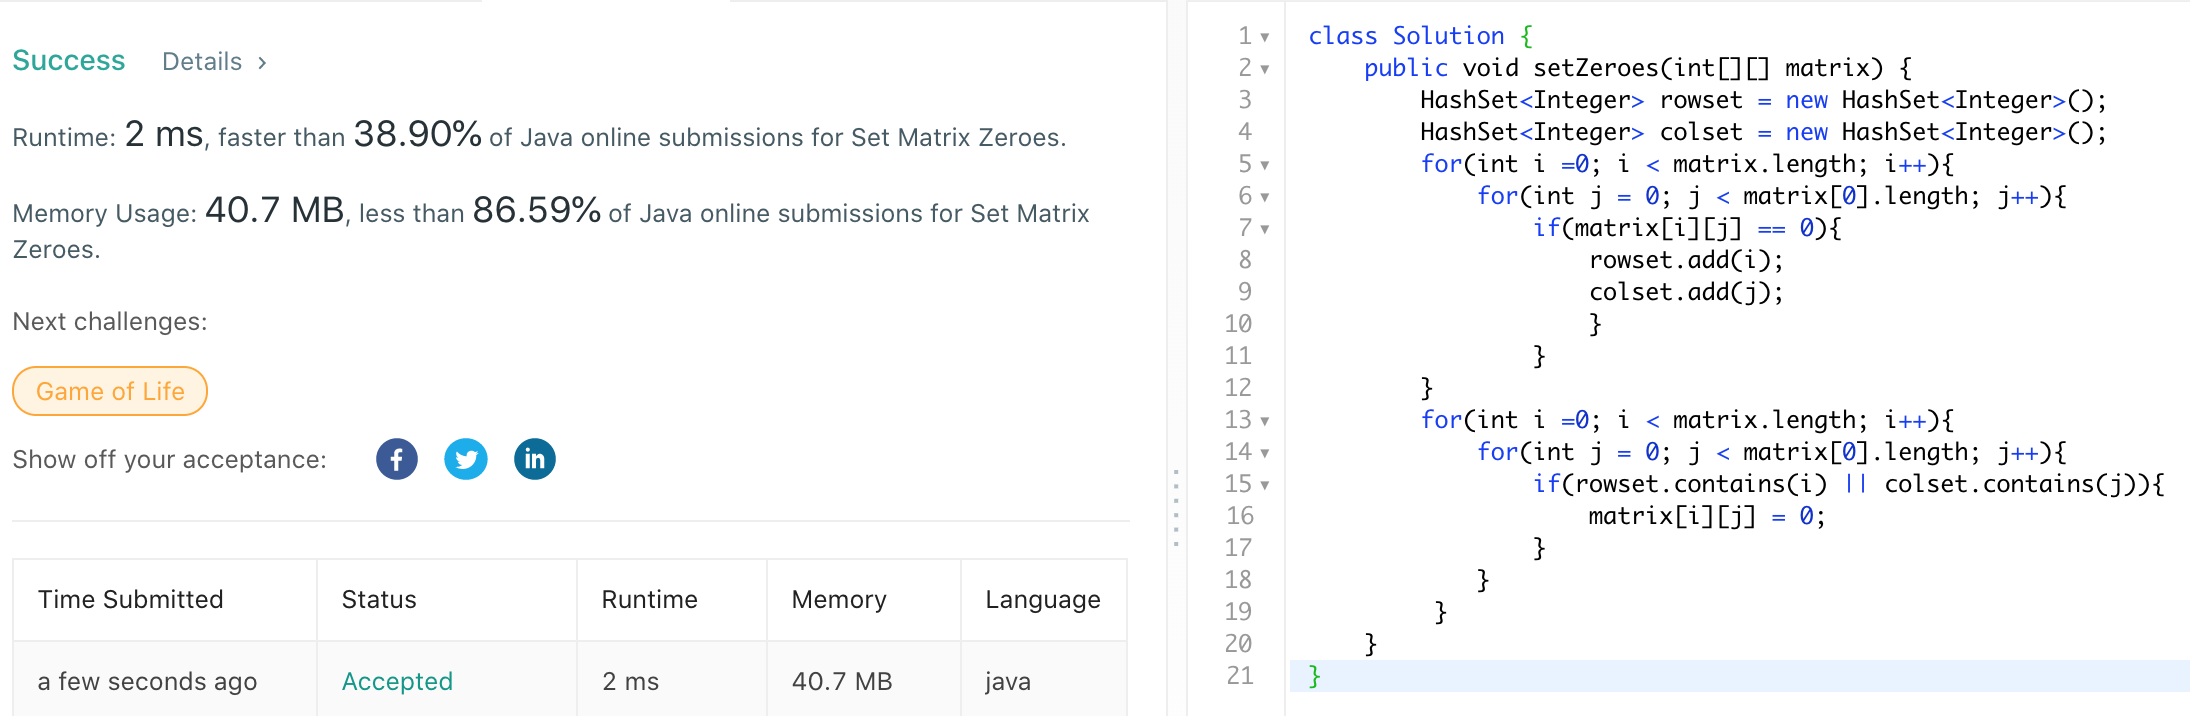 Success Details >
Runtime: 2 ms, faster than 38.90% of Java online submissions for Set Matrix Zeroes.
Memory Usage: 40.7 MB, less than 86.59% of Java online submissions for Set Matrix
Zeroes.
Next challenges:
Game of Life
Show off your acceptance: f in
Time Submitted Status Runtime Memory Language
a few seconds ago Accepted 2 ms 40.7 MB java
1 class Solution {
2     public void setZeroes(int[][] matrix) {
3         HashSet<Integer> rowset = new HashSet<Integer>();
4         HashSet<Integer> colset = new HashSet<Integer>();
5         for(int i =0; i < matrix.length; i++){
6             for(int j = 0; j < matrix[0].length; j++){
7                 if(matrix[i][j] == 0){
8                     rowset.add(i);
9                     colset.add(j);
10                     }
11                 }
12         }
13         for(int i =0; i < matrix.length; i++){
14             for(int j = 0; j < matrix[0].length; j++){
15                 if(rowset.contains(i) || colset.contains(j)){
16                     matrix[i][j] = 0;
17                 }
18             }
19          }
20     }
21 }